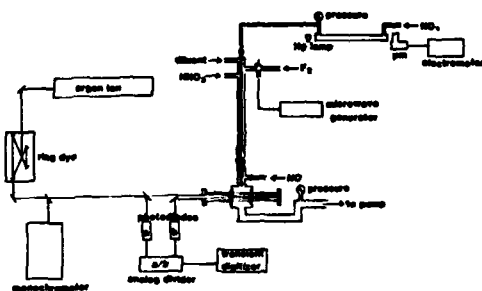 pressure
NO₂
Hg lamp
pm
electrometer
diluent
HNO₃
F₂
microwave
generator
argon ion
ring dye
NO
pressure
to pump
photodiodes
a/b
analog divider
transient
digitizer
monochromator